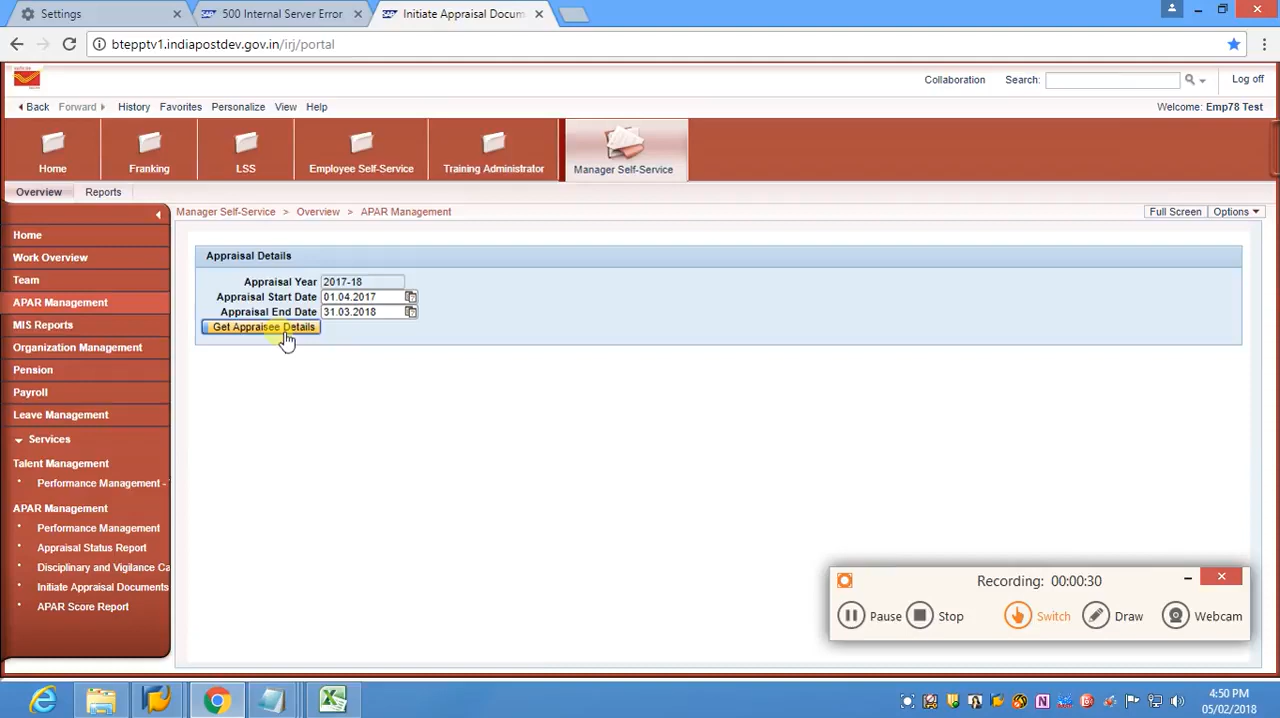 Settings
500 Internal Server Error
Initiate Appraisal Docum
btepptv1.indiapostdev.gov.in/irj/portal
Collaboration
Search:
Log off
Back
Forward
History
Favorites
Personalize
View
Help
Welcome: Emp78 Test
Home
Franking
LSS
Employee Self-Service
Training Administrator
Manager Self-Service
Overview
Reports
Manager Self-Service > Overview > APAR Management
Full Screen
Options
Home
Work Overview
Team
APAR Management
MIS Reports
Organization Management
Pension
Payroll
Leave Management
Services
Talent Management
Performance Management -
APAR Management
Performance Management
Appraisal Status Report
Disciplinary and Vigilance Ca
Initiate Appraisal Documents
APAR Score Report
Appraisal Details
Appraisal Year 2017-18
Appraisal Start Date 01.04.2017
Appraisal End Date 31.03.2018
Get Appraisee Details
Recording: 00:00:30
Pause
Stop
Switch
Draw
Webcam
4:50 PM
05/02/2018